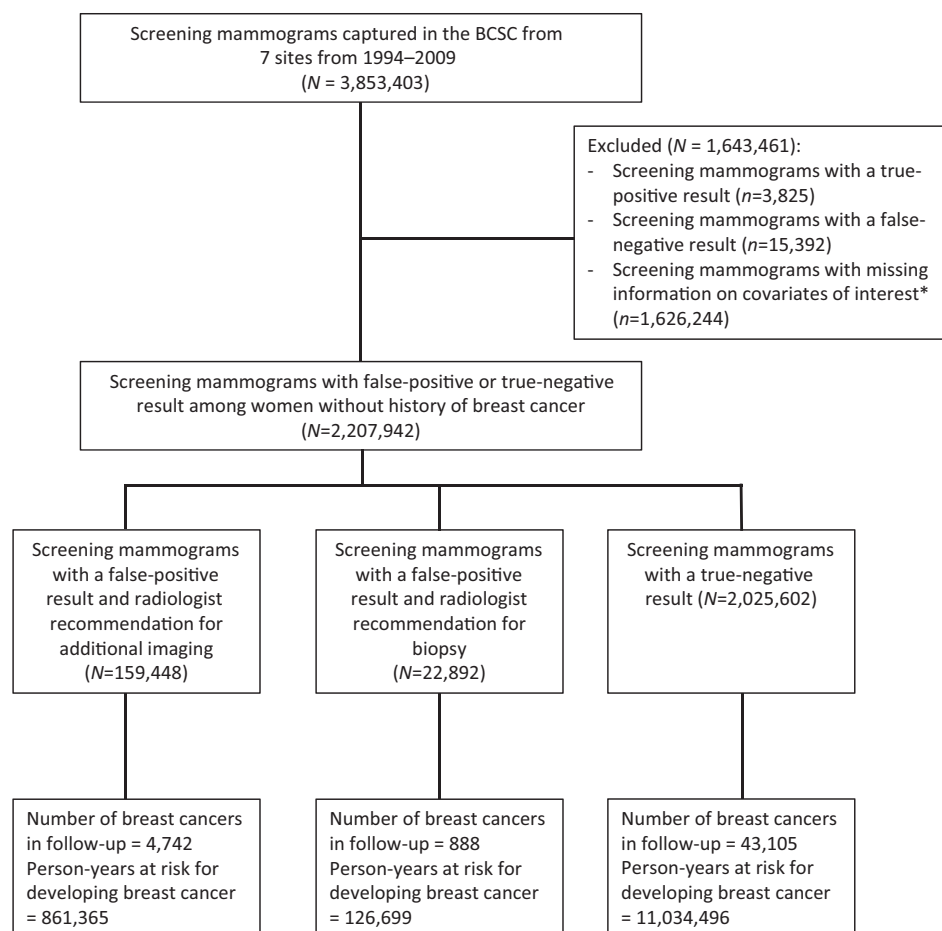 Screening mammograms captured in the BCSC from
7 sites from 1994–2009
(N = 3,853,403)
Excluded (N = 1,643,461):
- Screening mammograms with a true-
positive result (n=3,825)
- Screening mammograms with a false-
negative result (n=15,392)
- Screening mammograms with missing
information on covariates of interest*
(n=1,626,244)
Screening mammograms with false-positive or true-negative
result among women without history of breast cancer
(N=2,207,942)
Screening mammograms
with a false-positive
result and radiologist
recommendation for
additional imaging
(N=159,448)
Screening mammograms
with a false-positive
result and radiologist
recommendation for
biopsy
(N=22,892)
Screening mammograms
with a true-negative
result (N=2,025,602)
Number of breast cancers
in follow-up = 4,742
Person-years at risk for
developing breast cancer
= 861,365
Number of breast cancers
in follow-up = 888
Person-years at risk for
developing breast cancer
= 126,699
Number of breast cancers
in follow-up = 43,105
Person-years at risk for
developing breast cancer
= 11,034,496